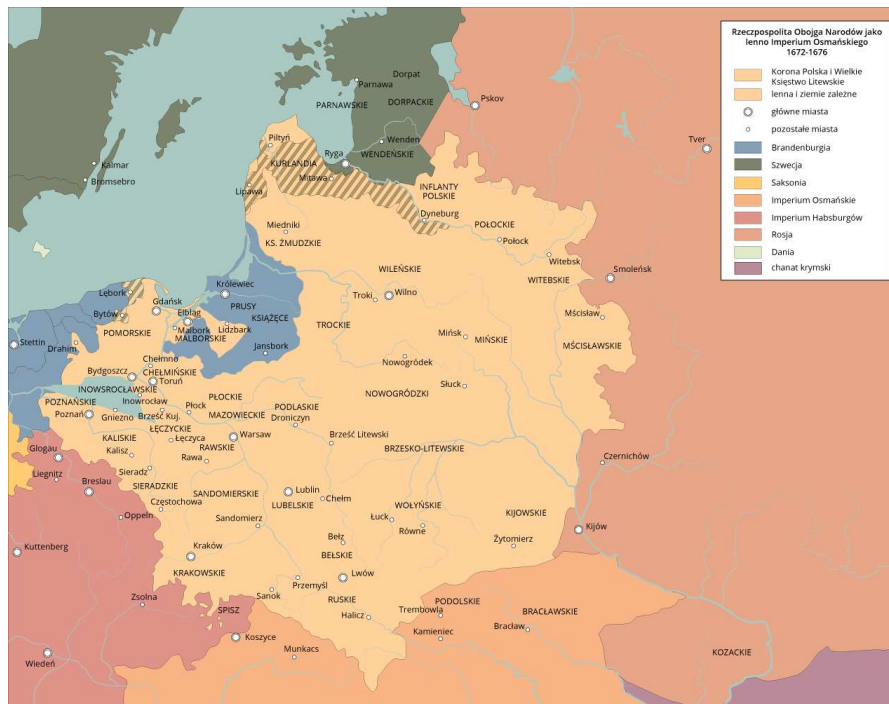 Rzeczpospolita Obojga Narodów jako
lenno Imperium Osmańskiego
1672-1676
Korona Polska i Wielkie
Księstwo Litewskie
lenna i ziemie zależne
główne miasta
pozostałe miasta
Brandenburgia
Szwecja
Saksonia
Imperium Osmańskie
Imperium Habsburgów
Rosja
Dania
chanat krymski
Dorpat
Parnawa
DORPACKIE
PARNAWSKIE
Pskov
Tver
Piltyń
Wenden
Ryga
WENDEŃSKIE
Kalmar
Bromsebro
KURLANDIA
Mitawa
Lipawa
INFLANTY
POLSKIE
Dyneburg
Miedniki
KS. ŻMUDZKIE
POŁOCKIE
Połock
Witebsk
WILEŃSKIE
WITEBSKIE
Smoleńsk
Królewiec
Lębork
Gdańsk
Troki
Wilno
Bytów
Elbląg
PRUSY
KSIĄŻĘCE
Mścisław
POMORSKIE
Malbork
Lidzbark
MALBORSKIE
TROCKIE
Mińsk
MIŃSKIE
MŚCISŁAWSKIE
Stettin
Drahim
Jansbork
Chełmno
CHEŁMIŃSKIE
Nowogródek
Bydgoszcz
Toruń
Słuck
INOWSROCŁAWSKIE
Inowrocław
NOWOGRÓDZKI
POZNAŃSKIE
PŁOCKIE
Płock
PODLASKIE
Poznań
Gniezno
Brześć Kuj.
MAZOWIECKIE
Droniczyn
ŁĘCZYCKIE
KALISKIE
Łęczyca
Warsaw
Brześć Litewski
RAWSKIE
BRZESKO-LITEWSKIE
Glogau
Kalisz
Rawa
Czernichów
Liegnitz
Sieradz
SIERADZKIE
Breslau
SANDOMIERSKIE
Lublin
Chełm
LUBELSKIE
WOŁYŃSKIE
Częstochowa
KIJOWSKIE
Oppeln
Sandomierz
Łuck
Równe
Kijów
Bełz
Żytomierz
Kuttenberg
Kraków
BEŁSKIE
KRAKOWSKIE
Lwów
Przemyśl
Zsolna
Sanok
SPISZ
RUSKIE
PODOLSKIE
Halicz
Trembowla
BRACŁAWSKIE
Koszyce
Kamieniec
Bracław
Munkacs
KOZACKIE
Wiedeń